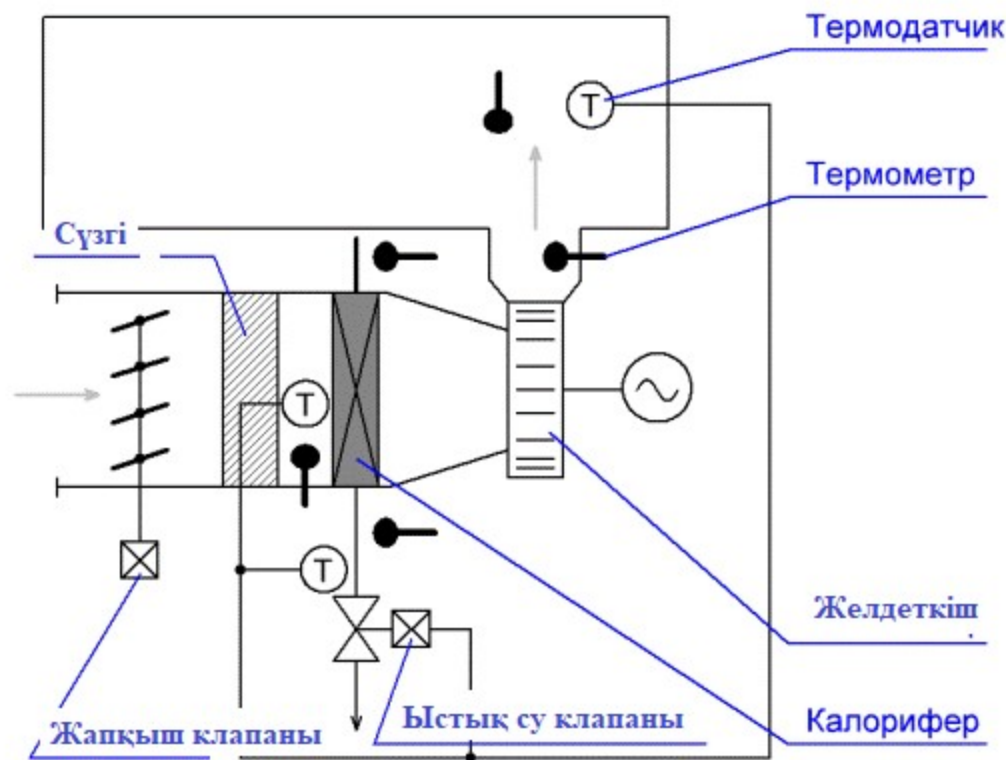 Термодатчик
T
Термометр
Сүзгі
T
T
Желдеткіш
Ыстық су клапаны
Калорифер
Жапқыш клапаны